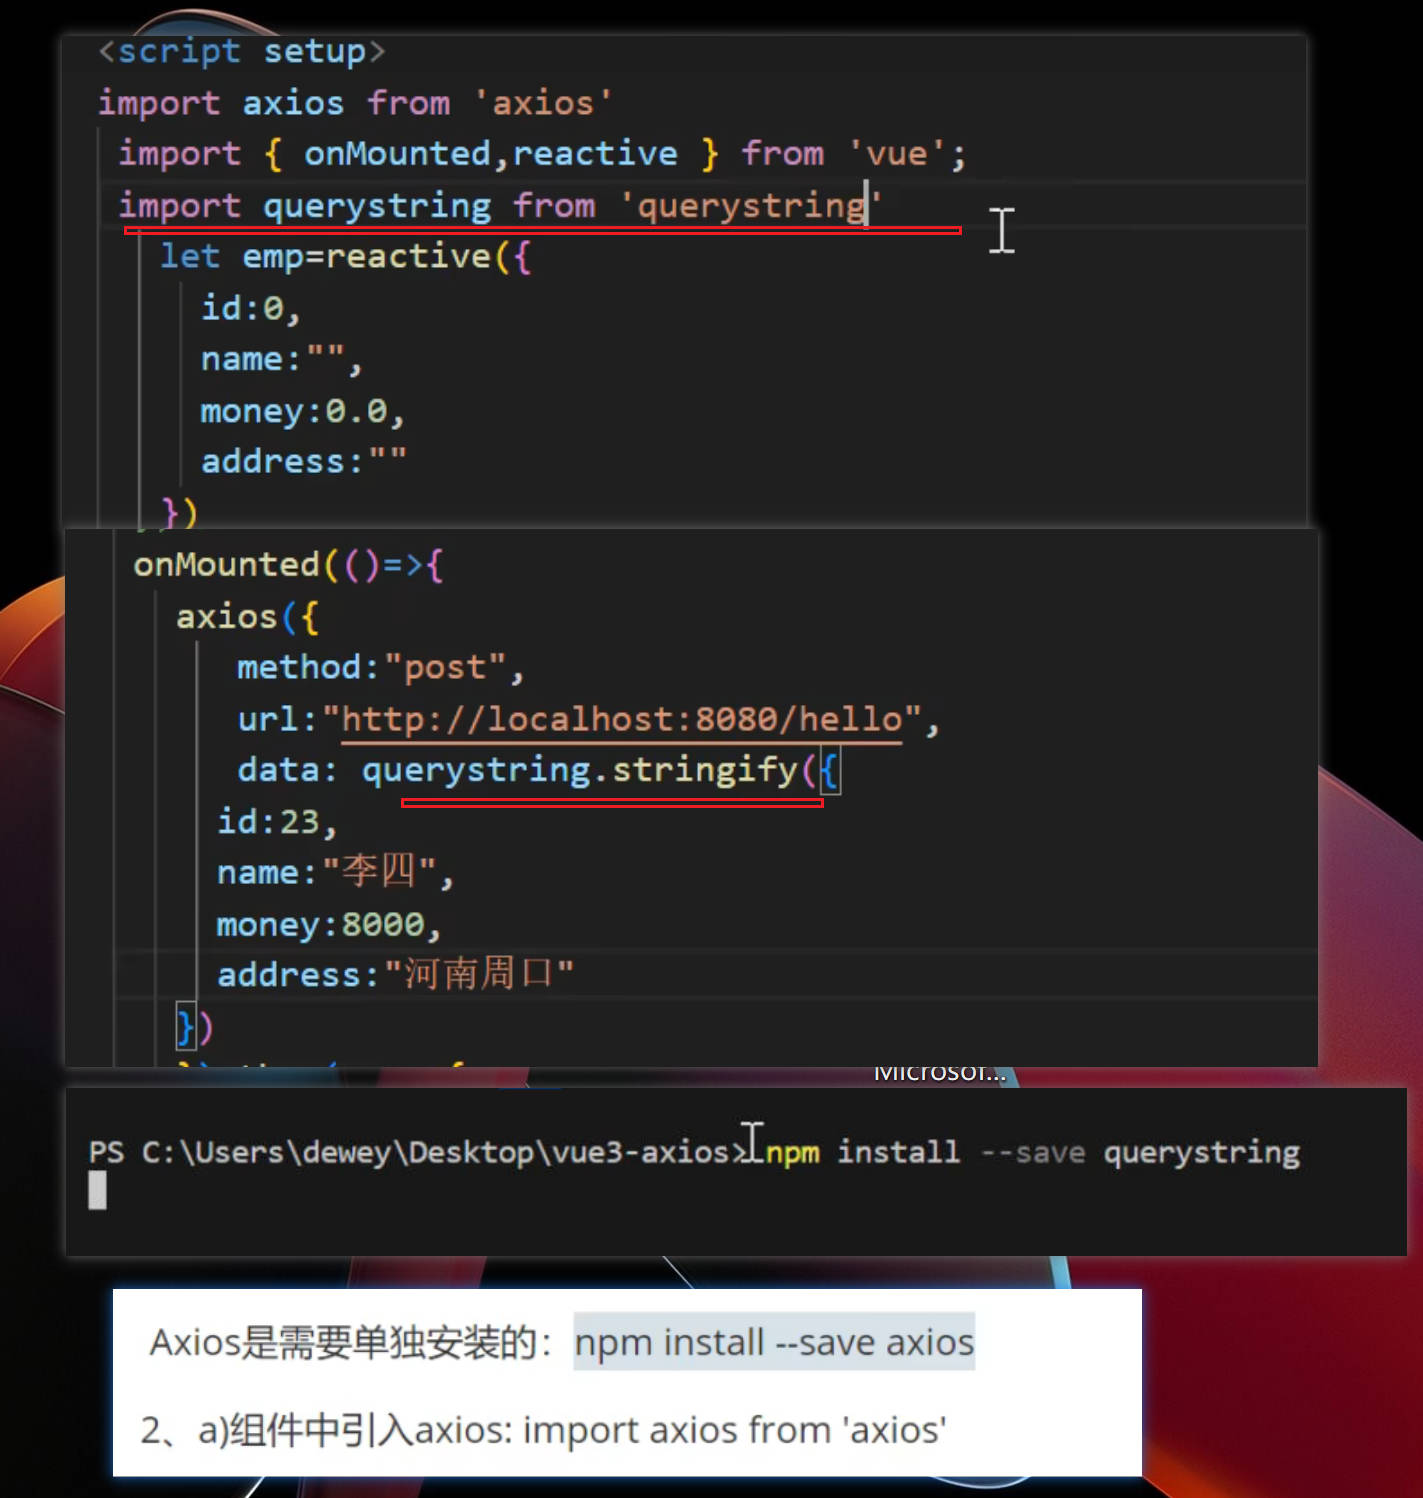 <script setup>
import axios from 'axios'
import { onMounted,reactive } from 'vue';
import querystring from 'querystring'
let emp=reactive({
id:0,
name:"",
money:0.0,
address:""
})
onMounted(()=>{
axios({
method:"post",
url:"http://localhost:8080/hello",
data: querystring.stringify({
id:23,
name:"李四",
money:8000,
address:"河南周口"
})
Microsof...
PS C:\Users\dewey\Desktop\vue3-axios> npm install --save querystring
Axios是需要单独安装的：npm install --save axios
2、a)组件中引入axios: import axios from 'axios'